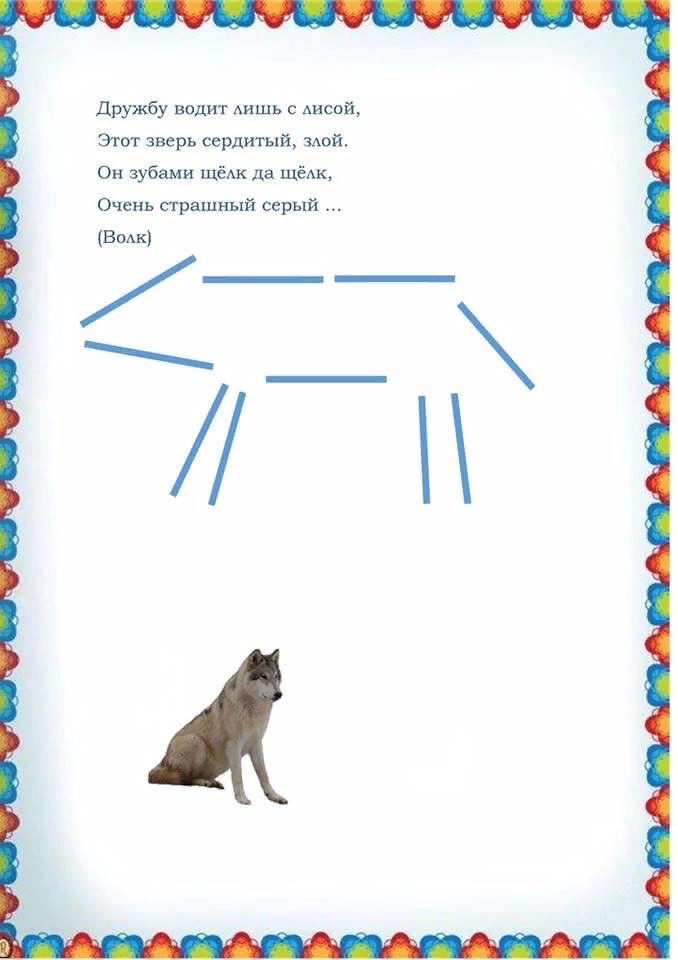 Дружбу водит лишь с лисой,
Этот зверь сердитый, злой.
Он зубами щёлк да щёлк,
Очень страшный серый ...
(Волк)